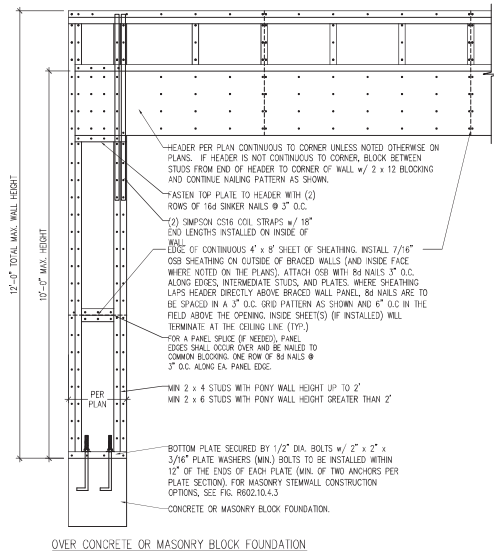 HEADER PER PLAN CONTINUOUS TO CORNER UNLESS NOTED OTHERWISE ON
PLANS. IF HEADER IS NOT CONTINUOUS TO CORNER, BLOCK BETWEEN
STUDS FROM END OF HEADER TO CORNER OF WALL w/ 2 x 12 BLOCKING
AND CONTINUE NAILING PATTERN AS SHOWN.
FASTEN TOP PLATE TO HEADER WITH (2)
ROWS OF 16d SINKER NAILS @ 3" O.C.
(2) SIMPSON CS16 COIL STRAPS w/ 18"
END LENGTHS INSTALLED ON INSIDE OF
WALL
EDGE OF CONTINUOUS 4' x 8' SHEET OF SHEATHING. INSTALL 7/16"
OSB SHEATHING ON OUTSIDE OF BRACED WALLS (AND INSIDE FACE
WHERE NOTED ON THE PLANS). ATTACH OSB WITH 8d NAILS 3" O.C.
ALONG EDGES, INTERMEDIATE STUDS, AND PLATES. WHERE SHEATHING
LAPS HEADER DIRECTLY ABOVE BRACED WALL PANEL, 8d NAILS ARE TO
BE SPACED IN A 3" O.C. GRID PATTERN AS SHOWN AND 6" O.C IN THE
FIELD ABOVE THE OPENING. INSIDE SHEET(S) (IF INSTALLED) WILL
TERMINATE AT THE CEILING LINE (TYP.)
FOR A PANEL SPLICE (IF NEEDED), PANEL
EDGES SHALL OCCUR OVER AND BE NAILED TO
COMMON BLOCKING. ONE ROW OF 8d NAILS @
3" O.C. ALONG EA. PANEL EDGE.
MIN 2 x 4 STUDS WITH PONY WALL HEIGHT UP TO 2'
MIN 2 x 6 STUDS WITH PONY WALL HEIGHT GREATER THAN 2'
BOTTOM PLATE SECURED BY 1/2" DIA. BOLTS w/ 2" x 2" x
3/16" PLATE WASHERS (MIN.) BOLTS TO BE INSTALLED WITHIN
12" OF THE ENDS OF EACH PLATE (MIN. OF TWO ANCHORS PER
PLATE SECTION). FOR MASONRY STEMWALL CONSTRUCTION
OPTIONS, SEE FIG. R602.10.4.3
CONCRETE OR MASONRY BLOCK FOUNDATION.
12'-0" TOTAL MAX. WALL HEIGHT
10'-0" MAX. HEIGHT
PER
PLAN
OVER CONCRETE OR MASONRY BLOCK FOUNDATION